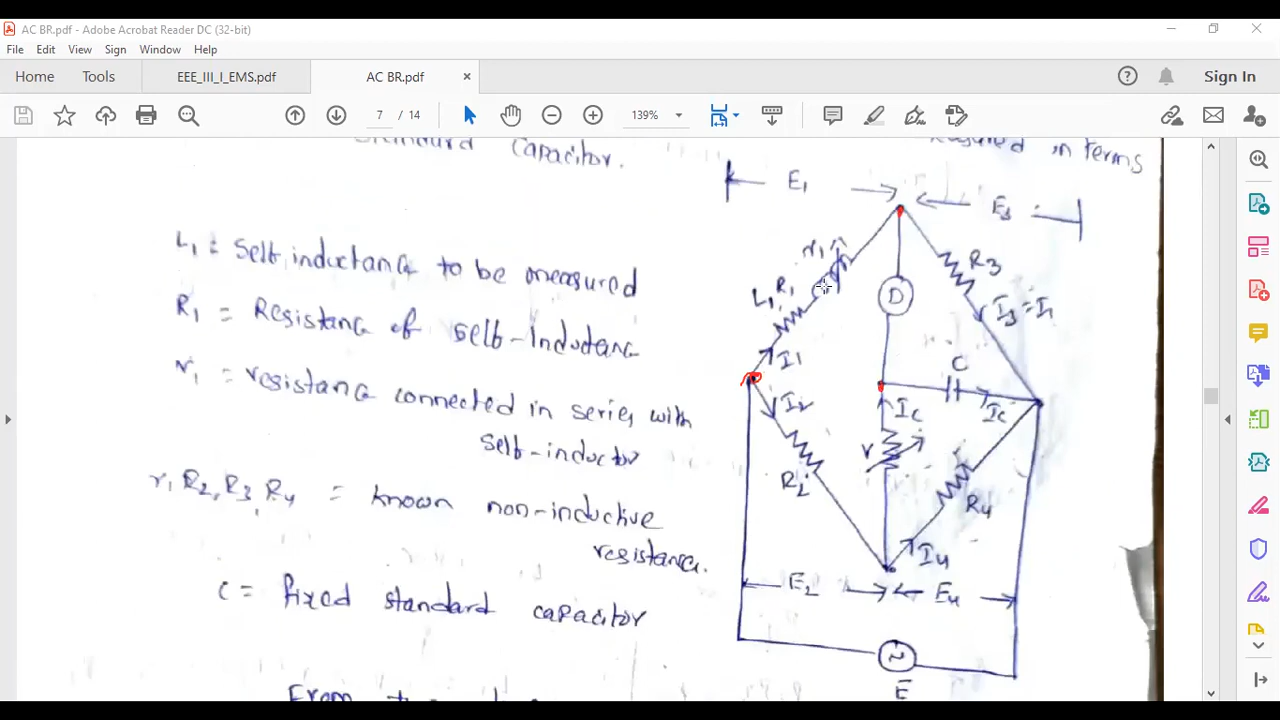 AC BR.pdf - Adobe Acrobat Reader DC (32-bit)
File Edit View Sign Window Help
Home Tools EEE_III_I_EMS.pdf AC BR.pdf × ? Sign In
7 / 14 139%
Standard Capacitor.
in terms
E1
E3
L1 = Self inductance to be measured
R1 = Resistance of self-Inductance
r1 = resistance connected in series with
self-inductor
r1 R2, R3 R4 = known non-inductive
resistance.
C = fixed standard capacitor
L1 R1 r1
D
R3
I3 = I1
I1
I2
C
Ic
Ic
r
R2
R4
I4
E2
E4
~
E